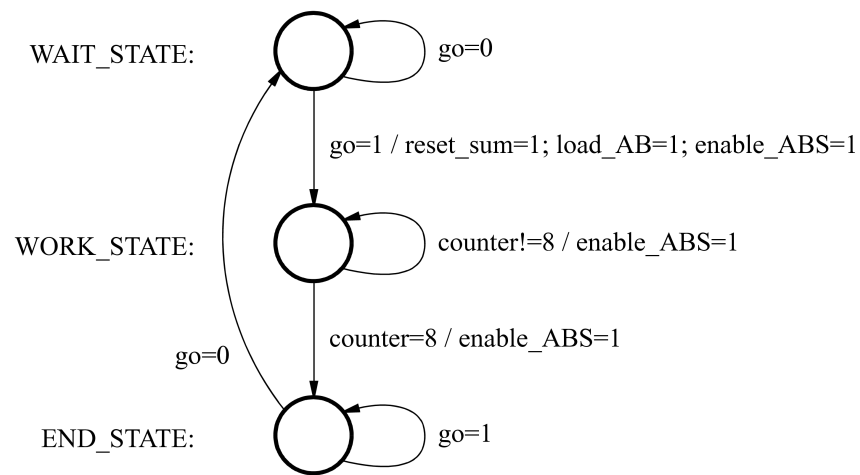 WAIT_STATE:
go=0
go=1 / reset_sum=1; load_AB=1; enable_ABS=1
WORK_STATE:
counter!=8 / enable_ABS=1
counter=8 / enable_ABS=1
go=0
END_STATE:
go=1